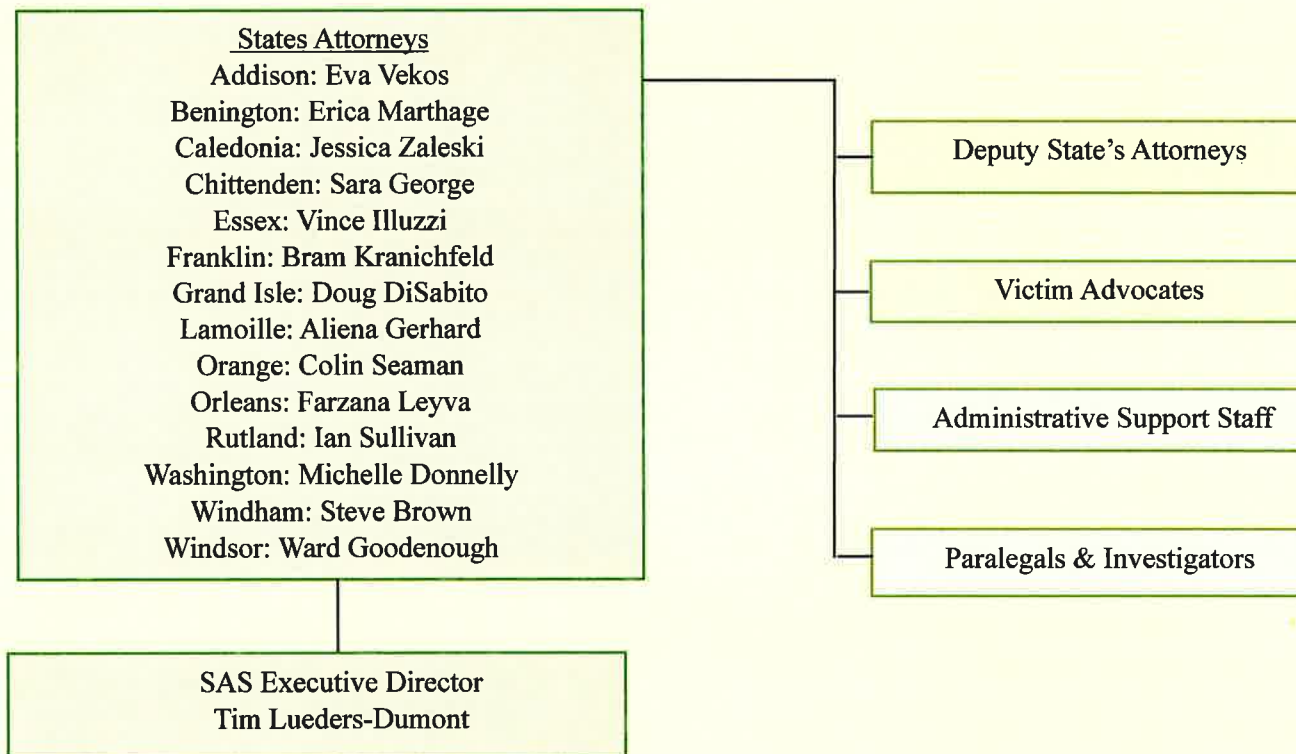 States Attorneys
Addison: Eva Vekos
Benington: Erica Marthage
Caledonia: Jessica Zaleski
Chittenden: Sara George
Essex: Vince Illuzzi
Franklin: Bram Kranichfeld
Grand Isle: Doug DiSabito
Lamoille: Aliena Gerhard
Orange: Colin Seaman
Orleans: Farzana Leyva
Rutland: Ian Sullivan
Washington: Michelle Donnelly
Windham: Steve Brown
Windsor: Ward Goodenough
SAS Executive Director
Tim Lueders-Dumont
Deputy State’s Attorneys
Victim Advocates
Administrative Support Staff
Paralegals & Investigators